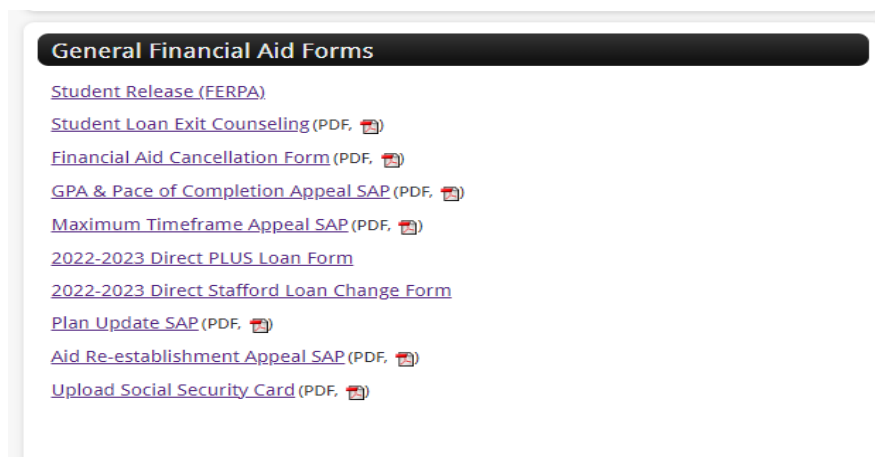 General Financial Aid Forms
Student Release (FERPA)
Student Loan Exit Counseling (PDF, )
Financial Aid Cancellation Form (PDF, )
GPA & Pace of Completion Appeal SAP (PDF, )
Maximum Timeframe Appeal SAP (PDF, )
2022-2023 Direct PLUS Loan Form
2022-2023 Direct Stafford Loan Change Form
Plan Update SAP (PDF, )
Aid Re-establishment Appeal SAP (PDF, )
Upload Social Security Card (PDF, )